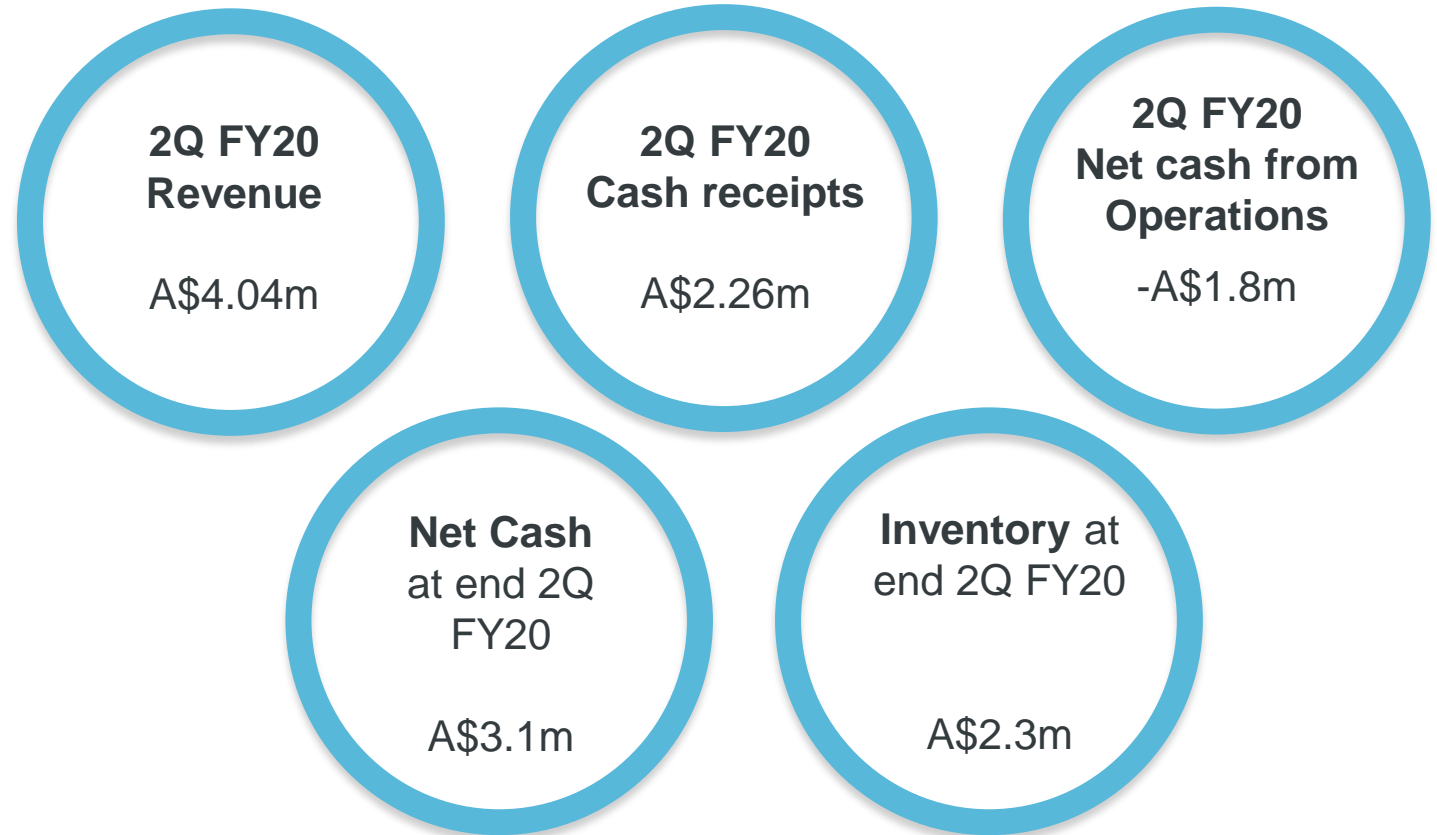 2Q FY20
Revenue
A$4.04m
2Q FY20
Cash receipts
A$2.26m
2Q FY20
Net cash from
Operations
-A$1.8m
Net Cash
at end 2Q
FY20
A$3.1m
Inventory at
end 2Q FY20
A$2.3m